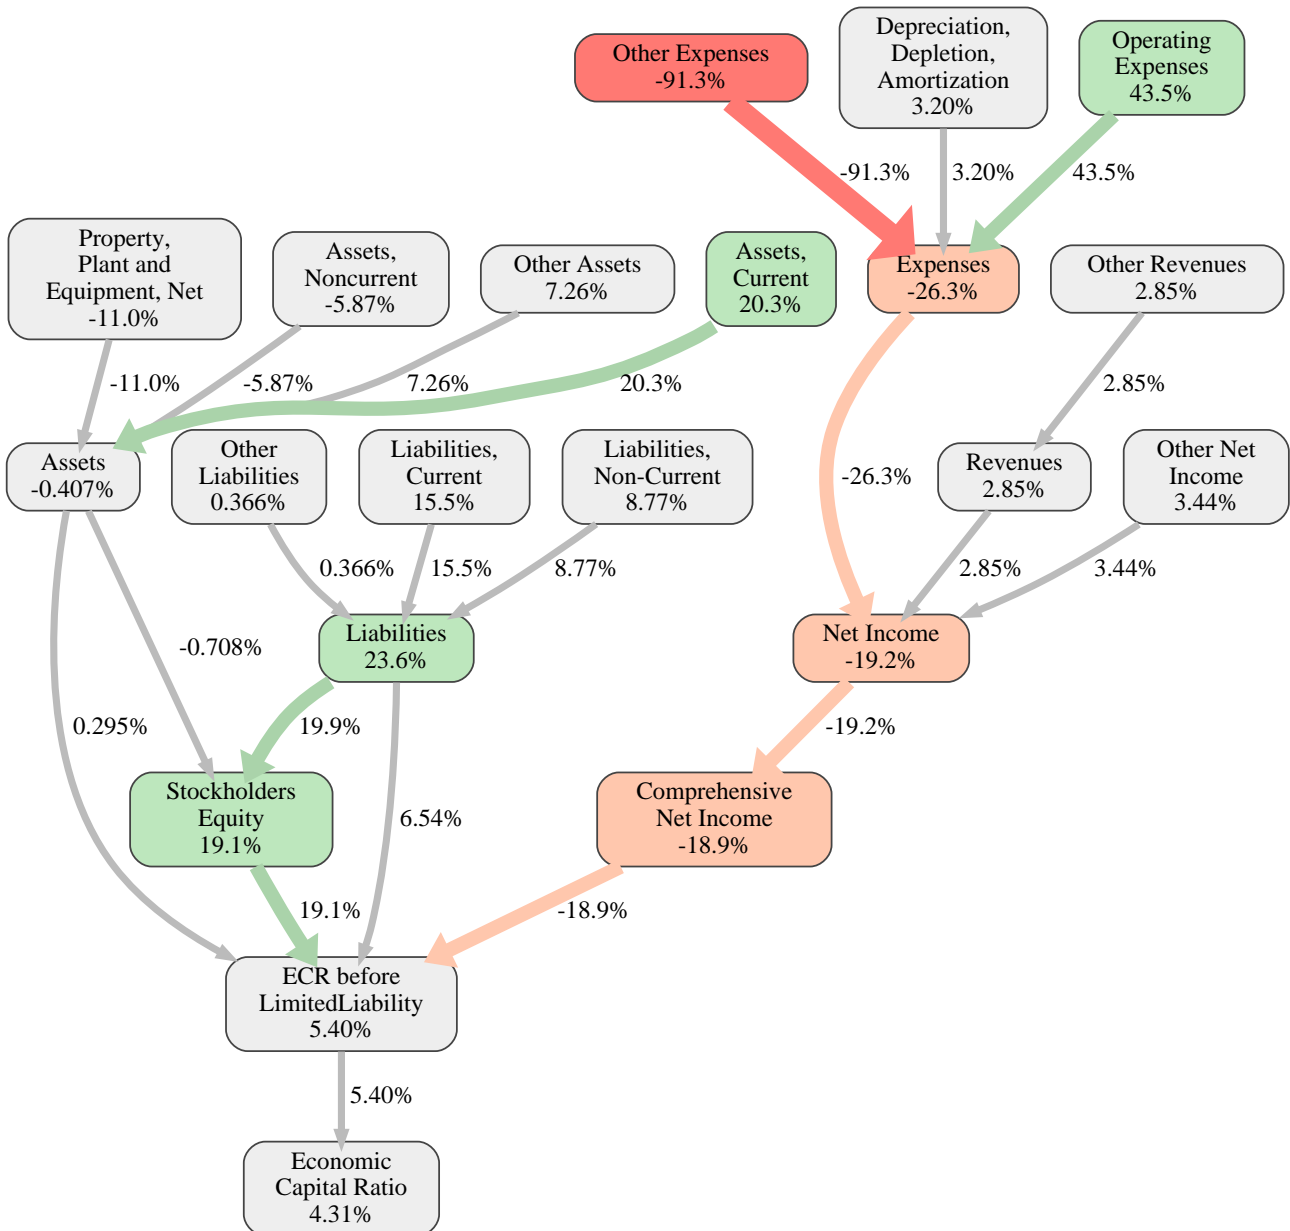 Other Expenses
-91.3%
Depreciation,
Depletion,
Amortization
3.20%
Operating
Expenses
43.5%
-91.3%
3.20%
43.5%
Property,
Plant and
Equipment, Net
-11.0%
Assets,
Noncurrent
-5.87%
Other Assets
7.26%
Assets,
Current
20.3%
Expenses
-26.3%
Other Revenues
2.85%
-11.0%
-5.87%
7.26%
20.3%
2.85%
Assets
-0.407%
Other
Liabilities
0.366%
Liabilities,
Current
15.5%
Liabilities,
Non-Current
8.77%
-26.3%
Revenues
2.85%
Other Net
Income
3.44%
0.366%
15.5%
8.77%
2.85%
3.44%
-0.708%
Liabilities
23.6%
Net Income
-19.2%
0.295%
19.9%
-19.2%
Stockholders
Equity
19.1%
6.54%
Comprehensive
Net Income
-18.9%
19.1%
-18.9%
ECR before
LimitedLiability
5.40%
5.40%
Economic
Capital Ratio
4.31%